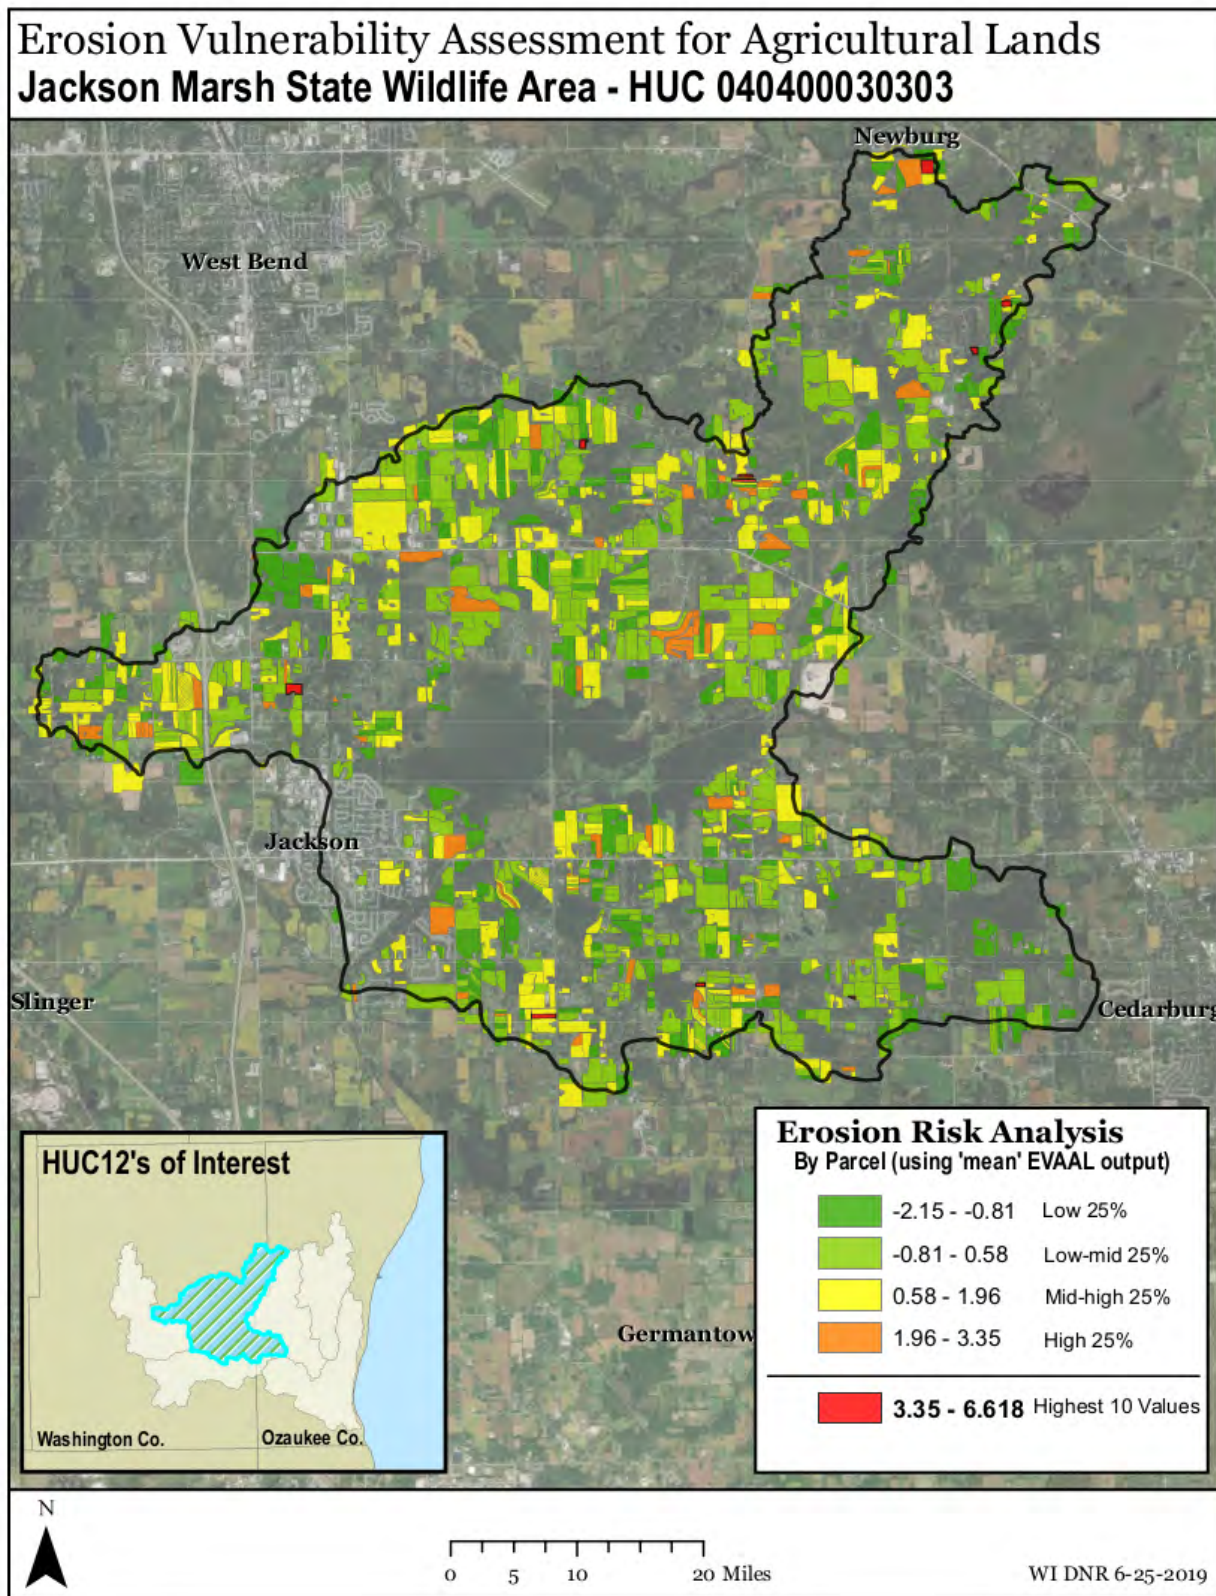 Erosion Vulnerability Assessment for Agricultural Lands
Jackson Marsh State Wildlife Area - HUC 040400030303
Newburg
West Bend
Jackson
Slinger
Cedarburg
Germantow
Erosion Risk Analysis
By Parcel (using 'mean' EVAAL output)
-2.15 - -0.81 Low 25%
-0.81 - 0.58 Low-mid 25%
0.58 - 1.96 Mid-high 25%
1.96 - 3.35 High 25%
3.35 - 6.618 Highest 10 Values
HUC12's of Interest
Washington Co.
Ozaukee Co.
N
0 5 10 20 Miles
WI DNR 6-25-2019